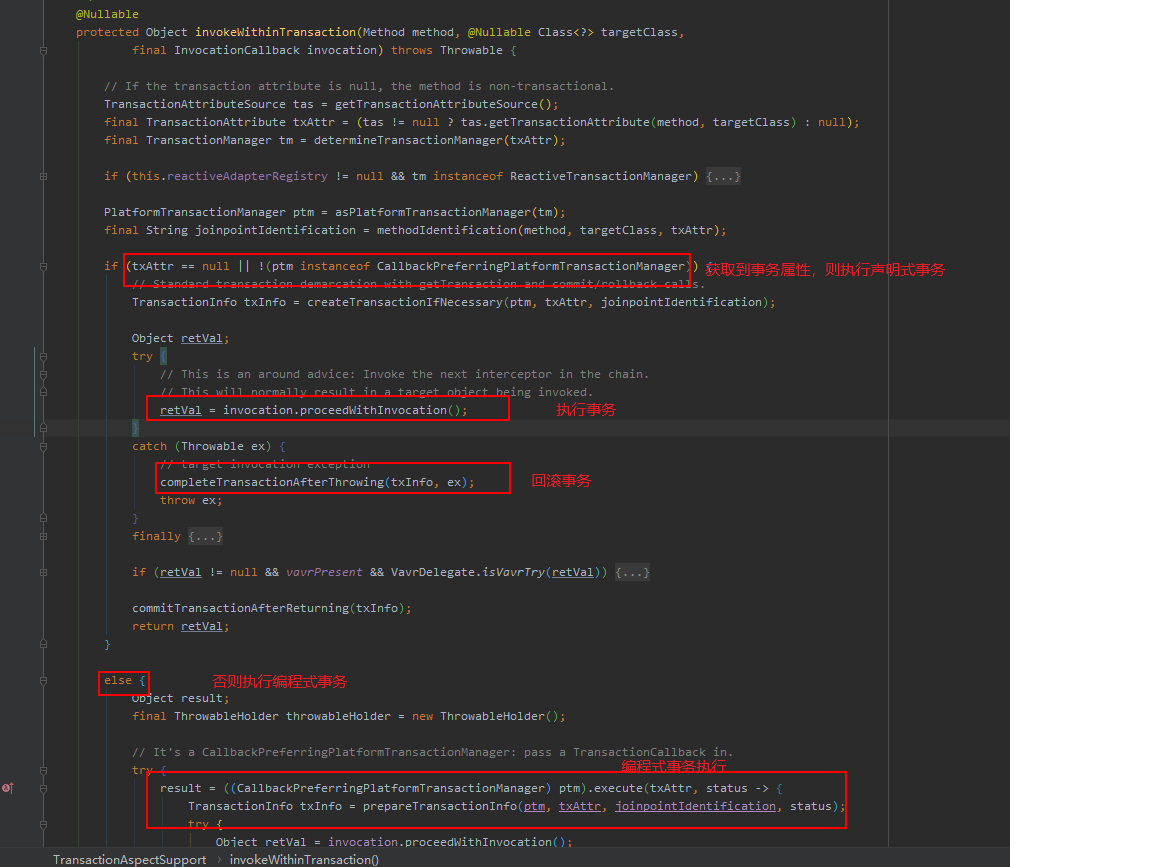 @Nullable
protected Object invokeWithinTransaction(Method method, @Nullable Class<?> targetClass,
final InvocationCallback invocation) throws Throwable {
// If the transaction attribute is null, the method is non-transactional.
TransactionAttributeSource tas = getTransactionAttributeSource();
final TransactionAttribute txAttr = (tas != null ? tas.getTransactionAttribute(method, targetClass) : null);
final TransactionManager tm = determineTransactionManager(txAttr);
if (this.reactiveAdapterRegistry != null && tm instanceof ReactiveTransactionManager) {...}
PlatformTransactionManager ptm = asPlatformTransactionManager(tm);
final String joinpointIdentification = methodIdentification(method, targetClass, txAttr);
if (txAttr == null || !(ptm instanceof CallbackPreferringPlatformTransactionManager)) { 获取到事务属性，则执行声明式事务
// Standard transaction demarcation with getTransaction and commit/rollback calls.
TransactionInfo txInfo = createTransactionIfNecessary(ptm, txAttr, joinpointIdentification);
Object retVal;
try {
// This is an around advice: Invoke the next interceptor in the chain.
// This will normally result in a target object being invoked.
retVal = invocation.proceedWithInvocation(); 执行事务
}
catch (Throwable ex) {
// target invocation exception
completeTransactionAfterThrowing(txInfo, ex); 回滚事务
throw ex;
}
finally {...}
if (retVal != null && vavrPresent && VavrDelegate.isVavrTry(retVal)) {...}
commitTransactionAfterReturning(txInfo);
return retVal;
}
else { 否则执行编程式事务
Object result;
final ThrowableHolder throwableHolder = new ThrowableHolder();
// It's a CallbackPreferringPlatformTransactionManager: pass a TransactionCallback in.
try { 编程式事务执行
result = ((CallbackPreferringPlatformTransactionManager) ptm).execute(txAttr, status -> {
TransactionInfo txInfo = prepareTransactionInfo(ptm, txAttr, joinpointIdentification, status);
try {
Object retVal = invocation.proceedWithInvocation();
TransactionAspectSupport › invokeWithinTransaction()